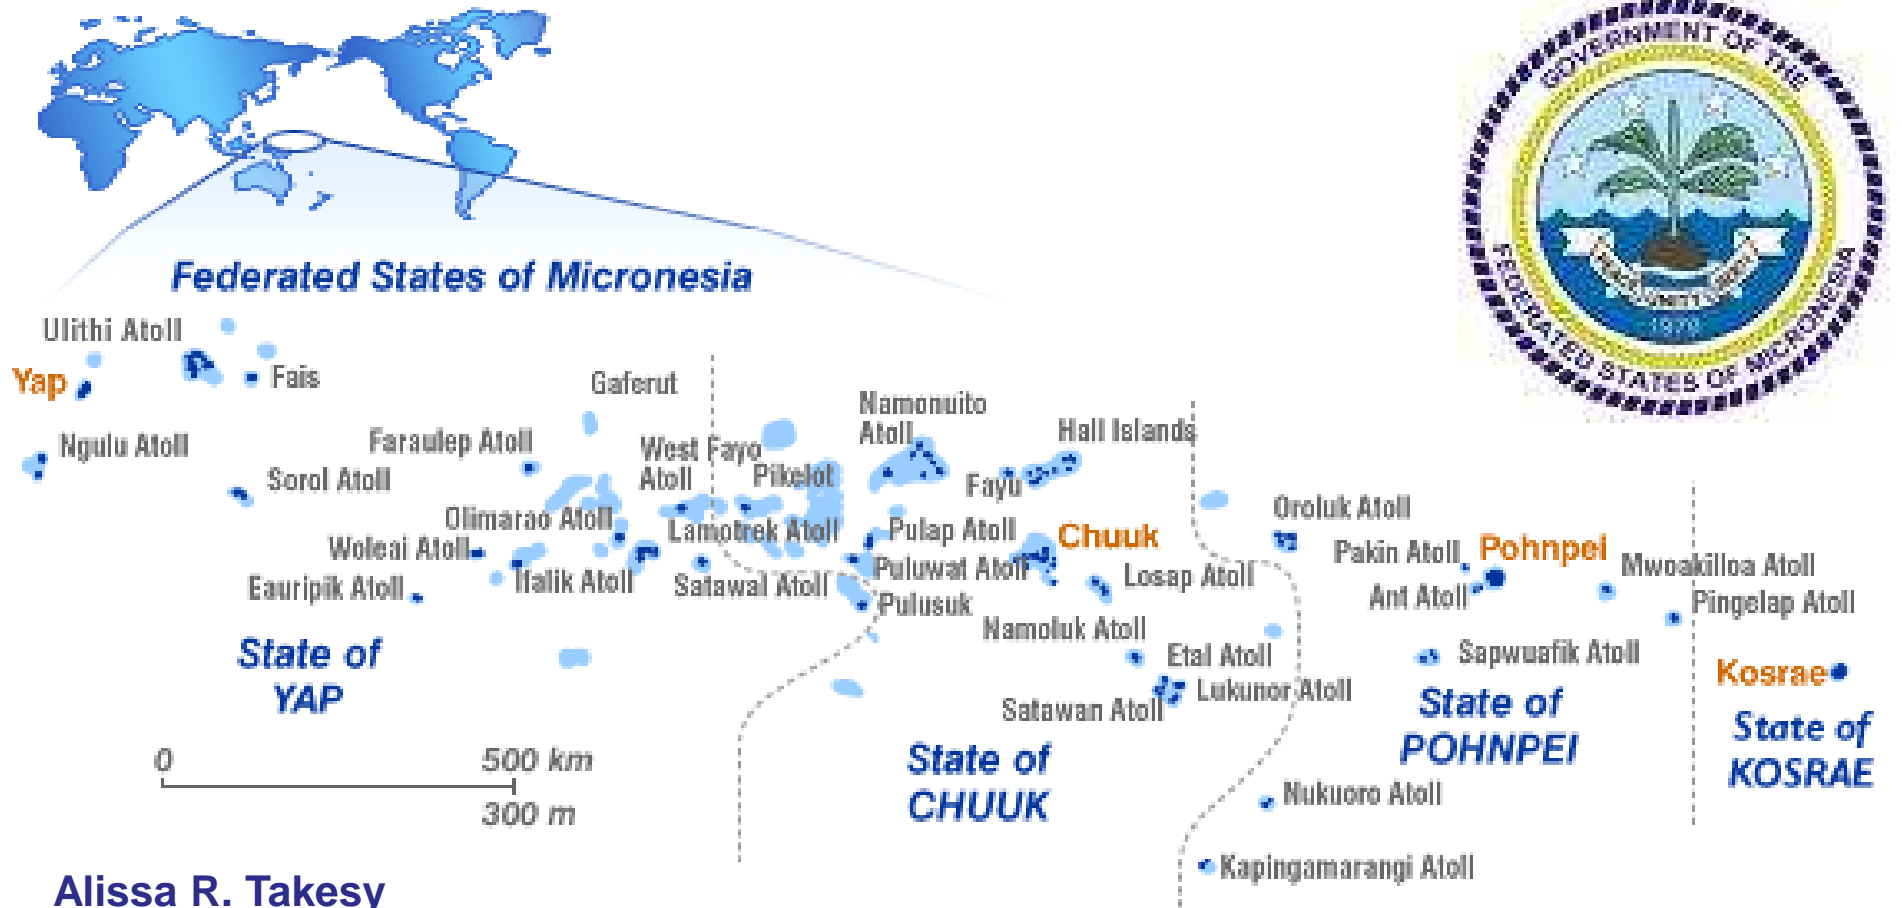 GOVERNMENT OF THE
FEDERATED STATES OF MICRONESIA
1979
Federated States of Micronesia
Ulithi Atoll
Yap
Fais
Gaferut
Ngulu Atoll
Faraulep Atoll
West Fayo
Atoll
Pikelot
Namonuito
Atoll
Hall Islands
Fayu
Sorol Atoll
Olimarao Atoll
Lamotrek Atoll
Pulap Atoll
Chuuk
Oroluk Atoll
Woleai Atoll
Eauripik Atoll
Ifalik Atoll
Satawal Atoll
Puluwat Atoll
Pulusuk
Losap Atoll
Pakin Atoll
Pohnpei
Mwoakilloa Atoll
Ant Atoll
Pingelap Atoll
Namoluk Atoll
Etal Atoll
Lukunor Atoll
Satawan Atoll
Sapwuafik Atoll
Kosrae
State of
YAP
State of
CHUUK
State of
POHNPEI
State of
KOSRAE
0
500 km
300 m
Nukuoro Atoll
Kapingamarangi Atoll
Alissa R. Takesy